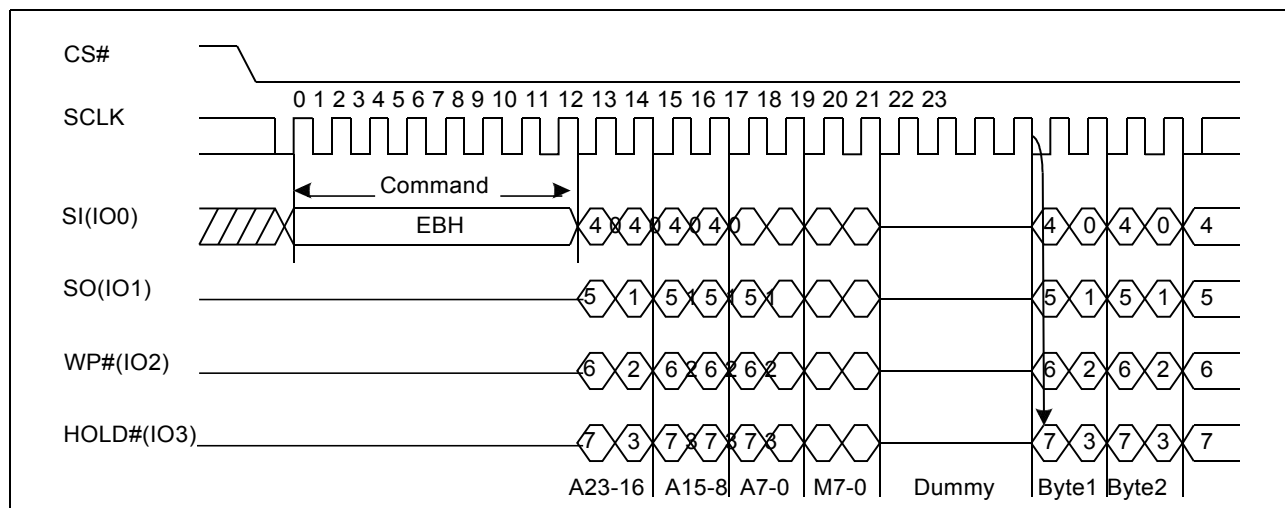 CS#
0 1 2 3 4 5 6 7 8 9 10 11 12 13 14 15 16 17 18 19 20 21 22 23
SCLK
Command
SI(IO0) EBH 4 0 4 0 4 0 4 0 4 0 4 0 4
SO(IO1) 5 1 5 1 5 1 5 1 5 1 5 1 5
WP#(IO2) 6 2 6 2 6 2 6 2 6 2 6 2 6
HOLD#(IO3) 7 3 7 3 7 3 7 3 7 3 7 3 7
A23-16 A15-8 A7-0 M7-0 Dummy Byte1 Byte2